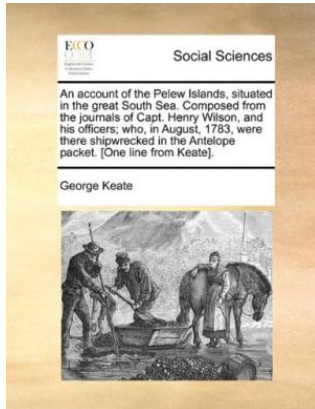 ECCO
Social Sciences
An account of the Pelew Islands, situated
in the great South Sea. Composed from
the journals of Capt. Henry Wilson, and
his officers; who, in August, 1783, were
there shipwrecked in the Antelope
packet. [One line from Keate].
George Keate